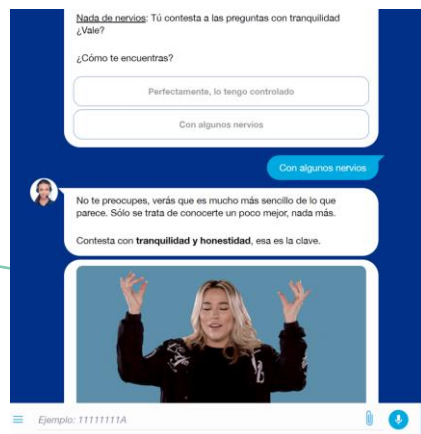 Nada de nervios: Tú contesta a las preguntas con tranquilidad
¿Vale?
¿Cómo te encuentras?
Perfectamente, lo tengo controlado
Con algunos nervios
Con algunos nervios
No te preocupes, verás que es mucho más sencillo de lo que
parece. Sólo se trata de conocerte un poco mejor, nada más.
Contesta con tranquilidad y honestidad, esa es la clave.
Ejemplo: 11111111A